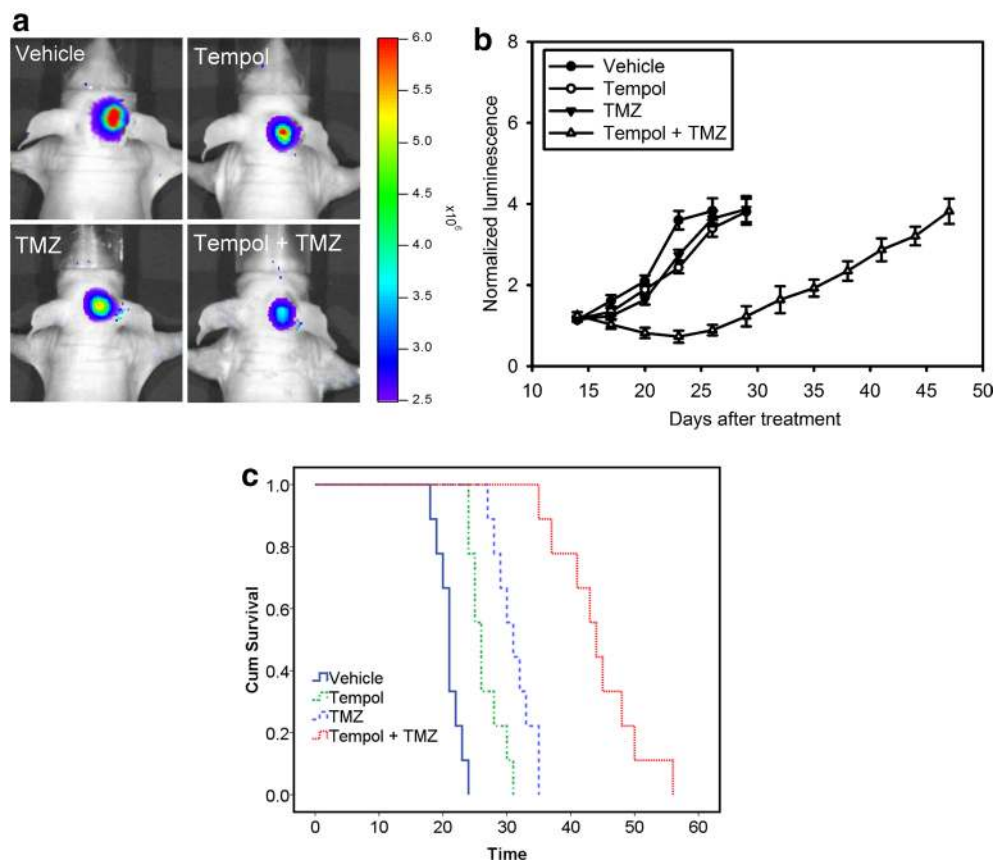 a
Vehicle
Tempol
TMZ
Tempol + TMZ
6.0
5.5
5.0
4.5
4.0
3.5
3.0
2.5
x10⁶
b
Vehicle
Tempol
TMZ
Tempol + TMZ
8
6
4
2
0
Normalized luminescence
10 15 20 25 30 35 40 45 50
Days after treatment
c
1.0
0.8
0.6
0.4
0.2
0.0
Cum Survival
Vehicle
Tempol
TMZ
Tempol + TMZ
0 10 20 30 40 50 60
Time